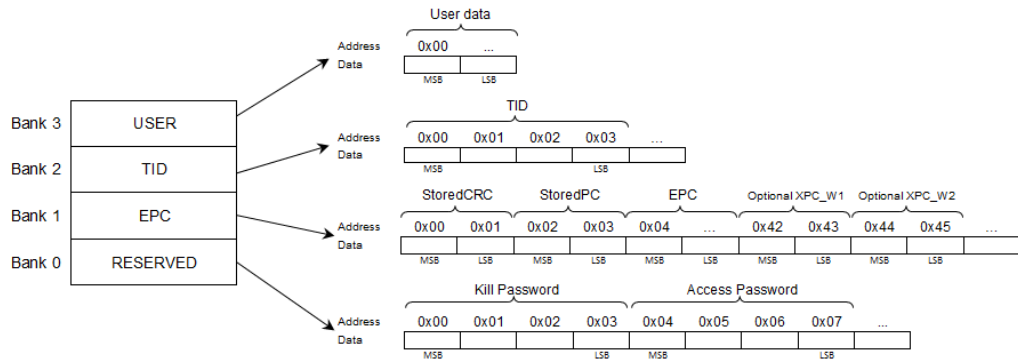 User data
Address 0x00 ...
Data
MSB LSB
Bank 3 USER
TID
Address 0x00 0x01 0x02 0x03 ...
Data
MSB LSB
Bank 2 TID
StoredCRC StoredPC EPC Optional XPC_W1 Optional XPC_W2
Bank 1 EPC
Address 0x00 0x01 0x02 0x03 0x04 ... 0x42 0x43 0x44 0x45 ...
Data
MSB LSB MSB LSB MSB LSB MSB LSB MSB LSB
Bank 0 RESERVED
Kill Password Access Password
Address 0x00 0x01 0x02 0x03 0x04 0x05 0x06 0x07 ...
Data
MSB LSB MSB LSB